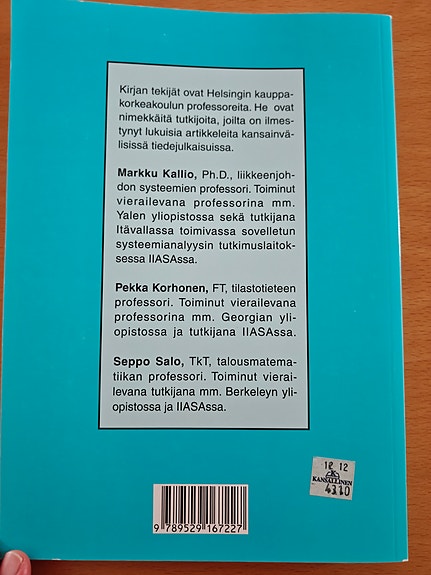 Kirjan tekijät ovat Helsingin kauppa-
korkeakoulun professoreita. He ovat
nimekkäitä tutkijoita, joilta on ilmes-
tynyt lukuisia artikkeleita kansainvä-
lisissä tiedejulkaisuissa.
Markku Kallio, Ph.D., liikkeenjoh-
don systeemien professori. Toiminut
vierailevana professorina mm.
Yalen yliopistossa sekä tutkijana
Itävallassa toimivassa sovelletun
systeemianalyysin tutkimuslaitok-
sessa IIASAssa.
Pekka Korhonen, FT, tilastotieteen
professori. Toiminut vierailevana
professorina mm. Georgian yli-
opistossa ja tutkijana IIASAssa.
Seppo Salo, TkT, talousmatema-
tiikan professori. Toiminut vierai-
levana tutkijana mm. Berkeleyn yli-
opistossa ja IIASAssa.
12 12
K
KANSALLINEN
4110
9 789529 167227